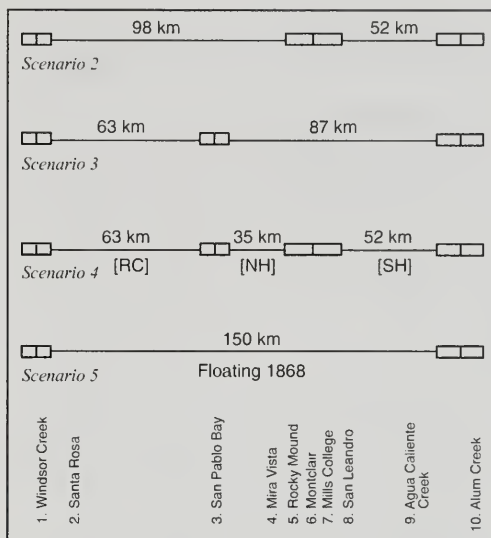 98 km 52 km
Scenario 2
63 km 87 km
Scenario 3
63 km 35 km 52 km
[RC] [NH] [SH]
Scenario 4
150 km
Scenario 5 Floating 1868
1. Windsor Creek
2. Santa Rosa
3. San Pablo Bay
4. Mira Vista
5. Rocky Mound
6. Montclair
7. Mills College
8. San Leandro
9. Agua Caliente
Creek
10. Alum Creek